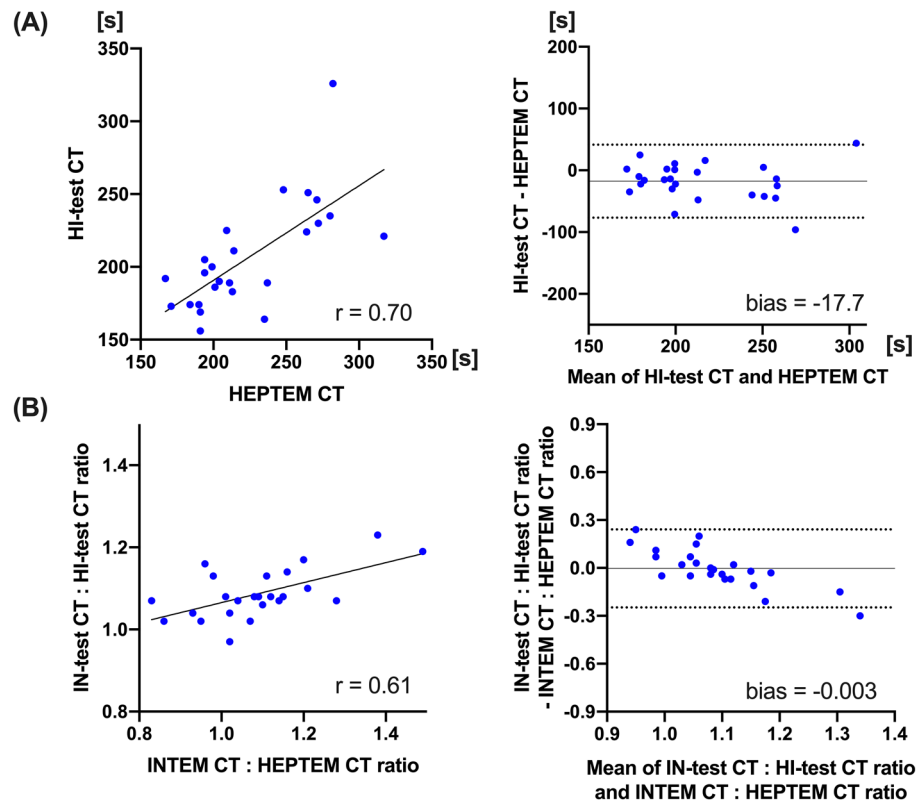 (A)
[s]
HI-test CT
350
300
250
200
150
150
200
250
300
350
[s]
HEPTEM CT
r = 0.70
[s]
HI-test CT - HEPTEM CT
200
100
0
-100
-200
150
200
250
300
[s]
Mean of HI-test CT and HEPTEM CT
bias = -17.7
(B)
IN-test CT : HI-test CT ratio
1.4
1.2
1.0
0.8
0.8
1.0
1.2
1.4
INTEM CT : HEPTEM CT ratio
r = 0.61
IN-test CT : HI-test CT ratio
- INTEM CT : HEPTEM CT ratio
0.9
0.6
0.3
0.0
-0.3
-0.6
-0.9
0.9
1.0
1.1
1.2
1.3
1.4
bias = -0.003
Mean of IN-test CT : HI-test CT ratio
and INTEM CT : HEPTEM CT ratio